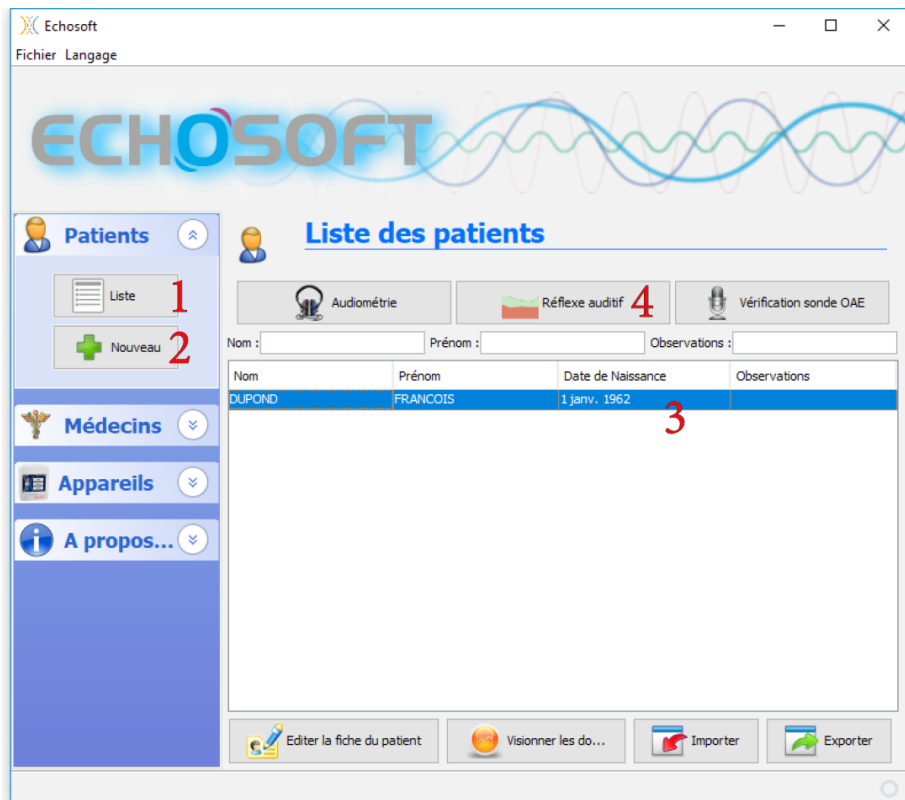 Echosoft
Fichier Langage
ECHOSOFT
Patients
Liste 1
Nouveau 2
Médecins
Appareils
A propos...
Liste des patients
Audiométrie
Réflexe auditif 4
Vérification sonde OAE
Nom : Prénom : Observations :
Nom Prénom Date de Naissance Observations
DUPOND FRANCOIS 1 janv. 1962
3
Editer la fiche du patient
Visionner les do...
Importer
Exporter